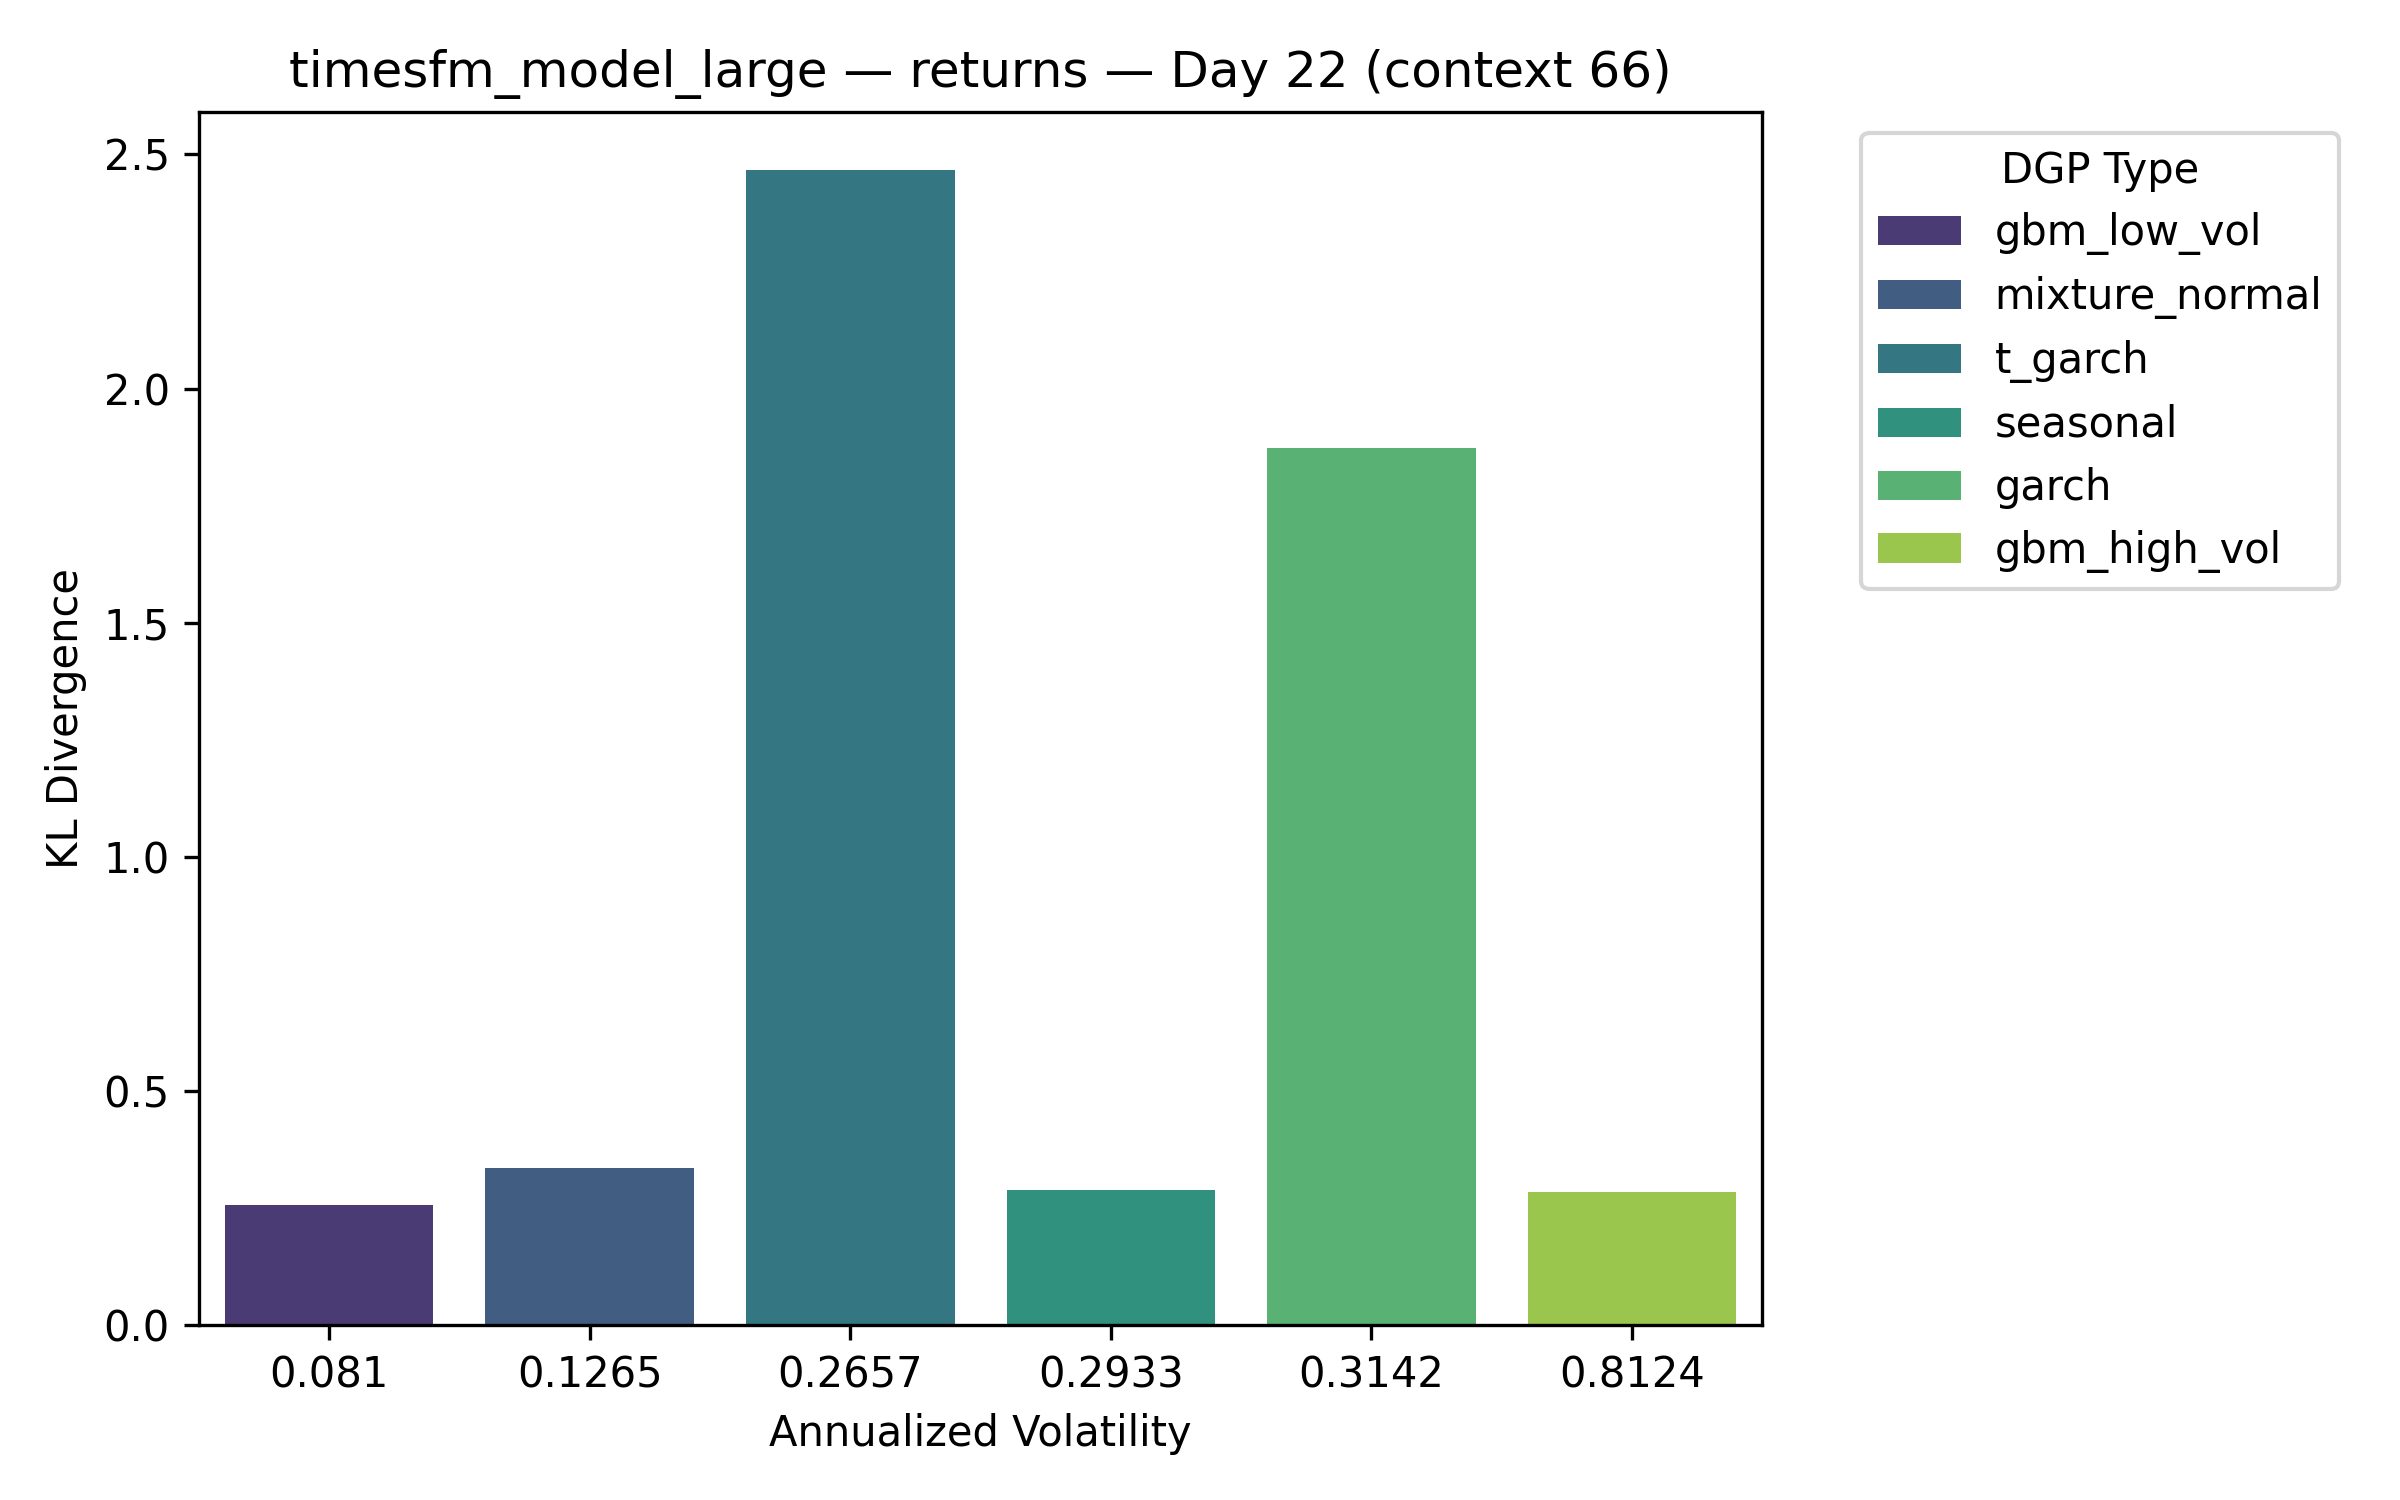 timesfm_model_large — returns — Day 22 (context 66)
2.5
2.0
1.5
1.0
0.5
0.0
KL Divergence
0.081 0.1265 0.2657 0.2933 0.3142 0.8124
Annualized Volatility
DGP Type
gbm_low_vol
mixture_normal
t_garch
seasonal
garch
gbm_high_vol